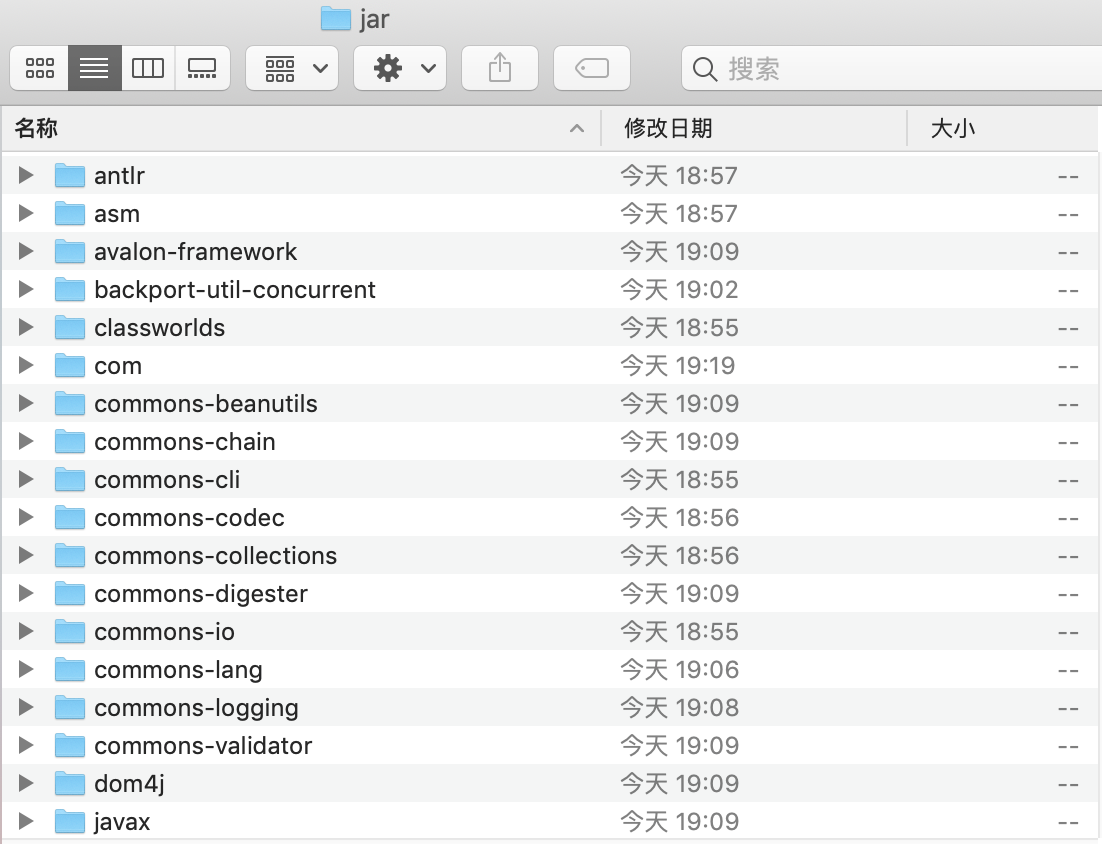 jar
搜索
名称 修改日期 大小
antlr 今天 18:57 --
asm 今天 18:57 --
avalon-framework 今天 19:09 --
backport-util-concurrent 今天 19:02 --
classworlds 今天 18:55 --
com 今天 19:19 --
commons-beanutils 今天 19:09 --
commons-chain 今天 19:09 --
commons-cli 今天 18:55 --
commons-codec 今天 18:56 --
commons-collections 今天 18:56 --
commons-digester 今天 19:09 --
commons-io 今天 18:55 --
commons-lang 今天 19:06 --
commons-logging 今天 19:08 --
commons-validator 今天 19:09 --
dom4j 今天 19:09 --
javax 今天 19:09 --